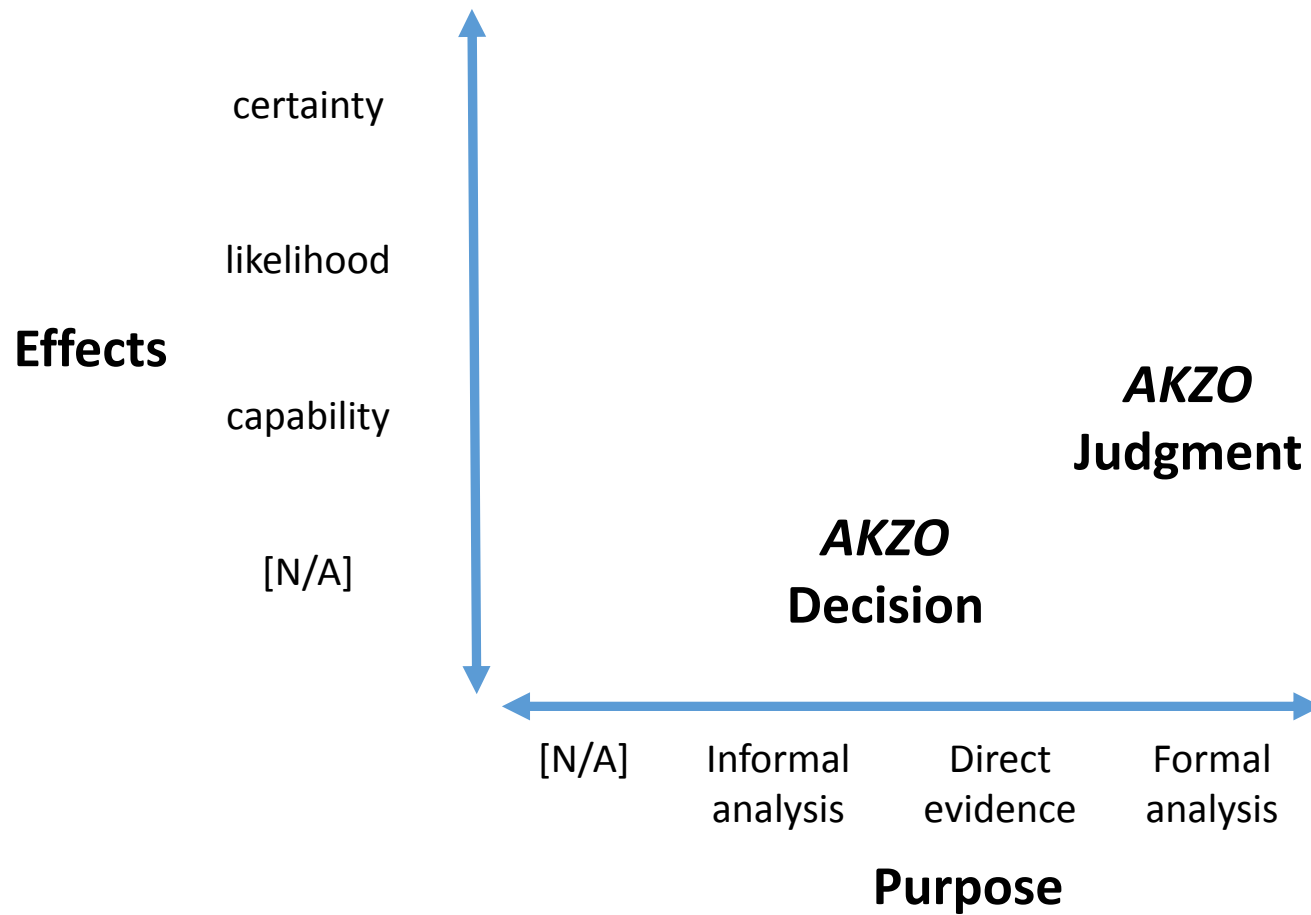 certainty
likelihood
Effects
capability
[N/A]
AKZO
Judgment
AKZO
Decision
[N/A]
Informal
analysis
Direct
evidence
Formal
analysis
Purpose